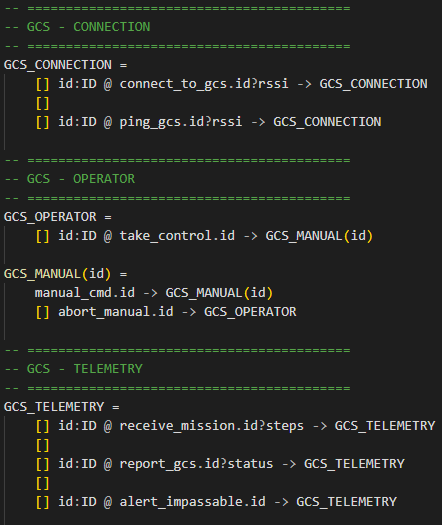 -- ==========================================
-- GCS - CONNECTION
-- ==========================================
GCS_CONNECTION =
    [] id:ID @ connect_to_gcs.id?rssi -> GCS_CONNECTION
    []
    [] id:ID @ ping_gcs.id?rssi -> GCS_CONNECTION

-- ==========================================
-- GCS - OPERATOR
-- ==========================================
GCS_OPERATOR =
    [] id:ID @ take_control.id -> GCS_MANUAL(id)

GCS_MANUAL(id) =
    manual_cmd.id -> GCS_MANUAL(id)
    [] abort_manual.id -> GCS_OPERATOR

-- ==========================================
-- GCS - TELEMETRY
-- ==========================================
GCS_TELEMETRY =
    [] id:ID @ receive_mission.id?steps -> GCS_TELEMETRY
    []
    [] id:ID @ report_gcs.id?status -> GCS_TELEMETRY
    []
    [] id:ID @ alert_impassable.id -> GCS_TELEMETRY